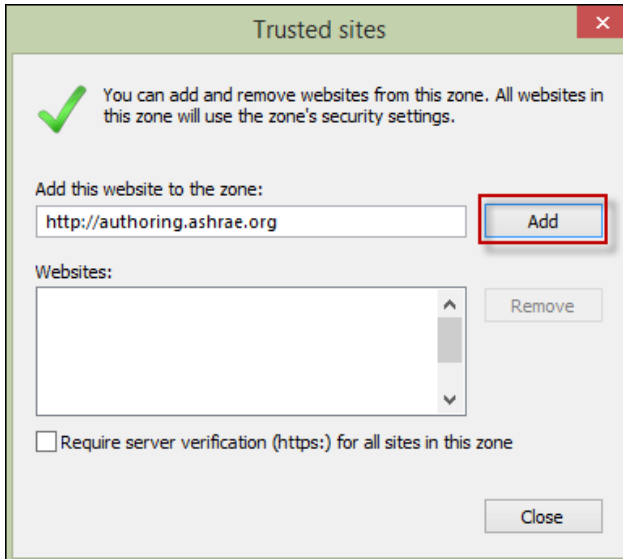 Trusted sites
You can add and remove websites from this zone. All websites in
this zone will use the zone's security settings.
Add this website to the zone:
http://authoring.ashrae.org
Add
Websites:
Remove
Require server verification (https:) for all sites in this zone
Close